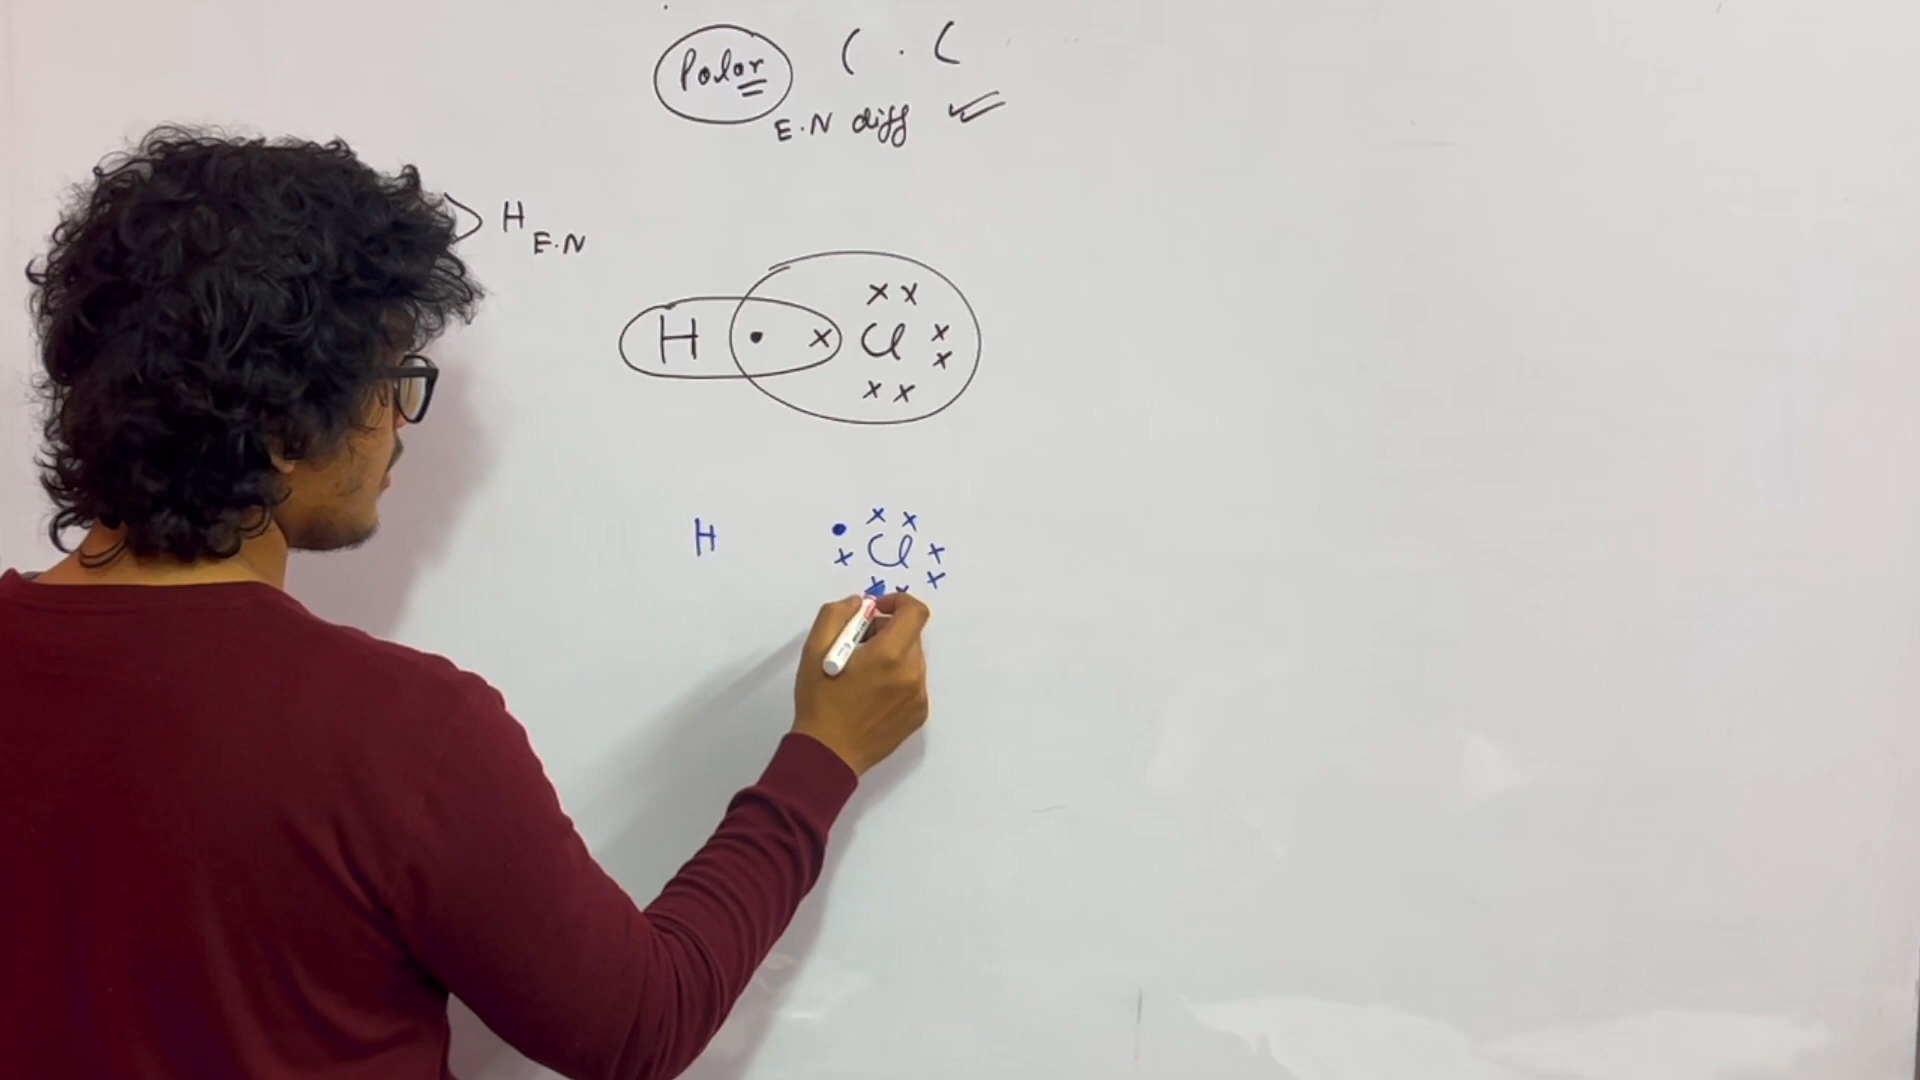 Polar ( . (
E.N diff
> H E.N
x x
H • x Cl x
x
x x
x x
H • Cl x
x x
x x